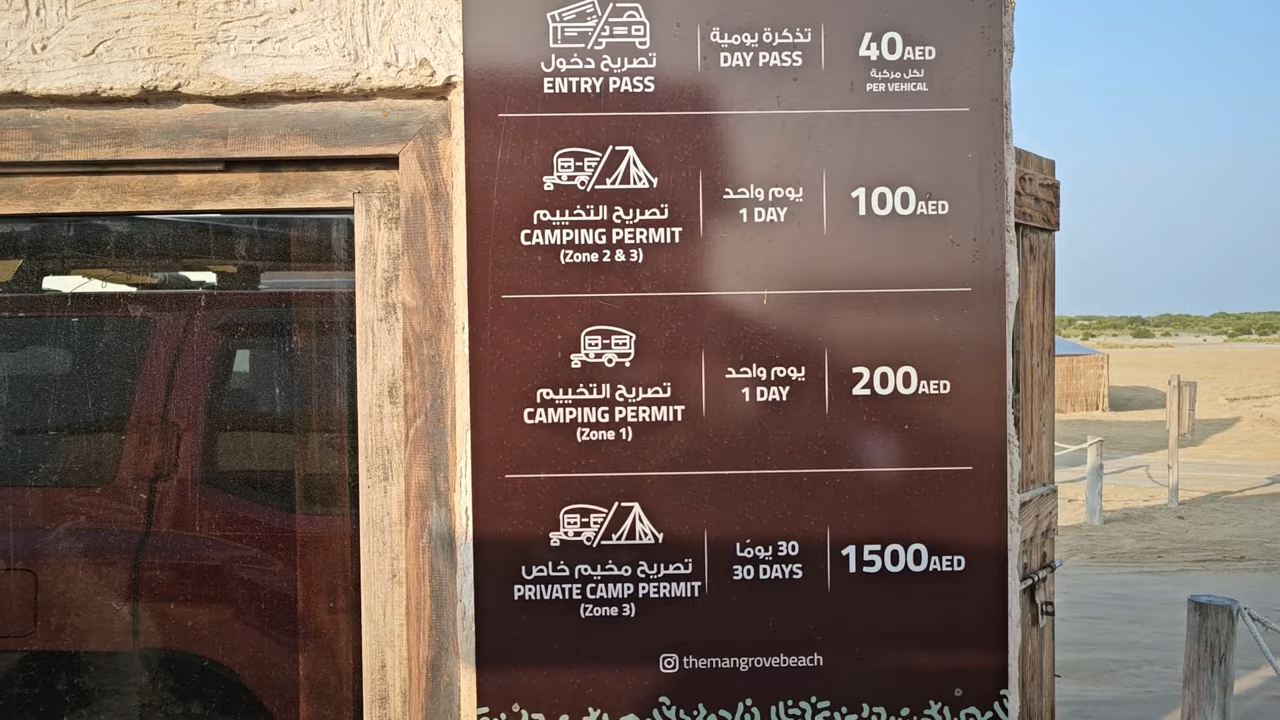 تصريح دخول
ENTRY PASS
تذكرة يومية
DAY PASS
40AED
لكل مركبة
PER VEHICAL
تصريح التخييم
CAMPING PERMIT
(Zone 2 & 3)
يوم واحد
1 DAY
100AED
تصريح التخييم
CAMPING PERMIT
(Zone 1)
يوم واحد
1 DAY
200AED
تصريح مخيم خاص
PRIVATE CAMP PERMIT
(Zone 3)
30 يومًا
30 DAYS
1500AED
themangrovebeach